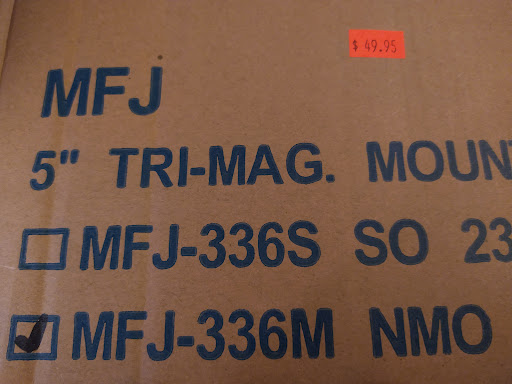 $ 49.95
MFJ
5" TRI-MAG. MOUN
MFJ-336S SO 23
MFJ-336M NMO